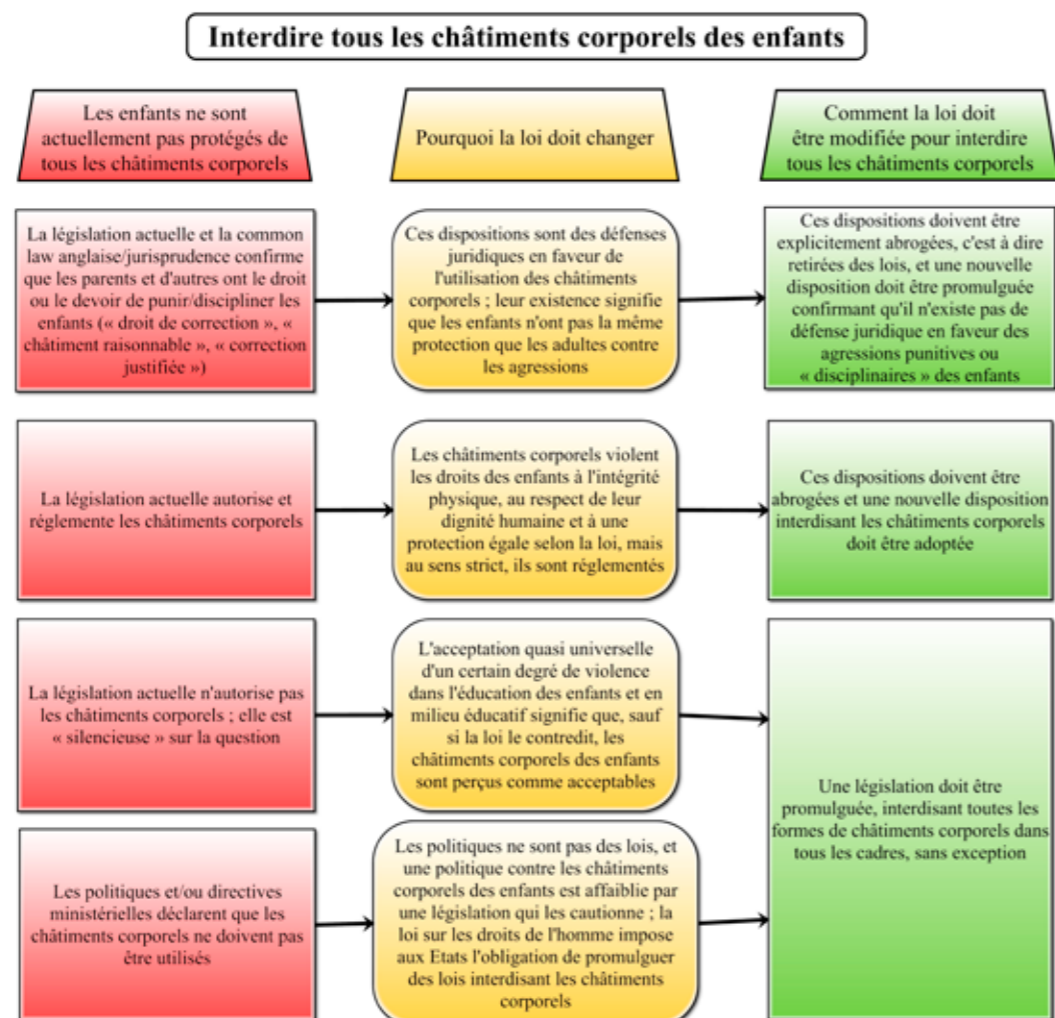 Interdire tous les châtiments corporels des enfants
Les enfants ne sont
actuellement pas protégés de
tous les châtiments corporels
Pourquoi la loi doit changer
Comment la loi doit
être modifiée pour interdire
tous les châtiments corporels
La législation actuelle et la common
law anglaise/jurisprudence confirme
que les parents et d'autres ont le droit
ou le devoir de punir/discipliner les
enfants (« droit de correction », «
châtiment raisonnable », « correction
justifiée »)
Ces dispositions sont des défenses
juridiques en faveur de
l'utilisation des châtiments
corporels ; leur existence signifie
que les enfants n'ont pas la même
protection que les adultes contre
les agressions
Ces dispositions doivent être
explicitement abrogées, c'est à dire
retirées des lois, et une nouvelle
disposition doit être promulguée
confirmant qu'il n'existe pas de
défense juridique en faveur des
agressions punitives ou
« disciplinaires » des enfants
La législation actuelle autorise et
réglemente les châtiments corporels
Les châtiments corporels violent
les droits des enfants à l'intégrité
physique, au respect de leur
dignité humaine et à une
protection égale selon la loi, mais
au sens strict, ils sont réglementés
Ces dispositions doivent être
abrogées et une nouvelle disposition
interdisant les châtiments corporels
doit être adoptée
La législation actuelle n'autorise pas
les châtiments corporels ; elle est
« silencieuse » sur la question
L'acceptation quasi universelle
d'un certain degré de violence
dans l'éducation des enfants et en
milieu éducatif signifie que, sauf
si la loi le contredit, les
châtiments corporels des enfants
sont perçus comme acceptables
Une législation doit être
promulguée, interdisant toutes les
formes de châtiments corporels dans
tous les cadres, sans exception
Les politiques et/ou directives
ministérielles déclarent que les
châtiments corporels ne doivent pas
être utilisés
Les politiques ne sont pas des lois, et
une politique contre les châtiments
corporels des enfants est affaiblie par
une législation qui les cautionne ; la
loi sur les droits de l'homme impose
aux Etats l'obligation de promulguer
des lois interdisant les châtiments
corporels